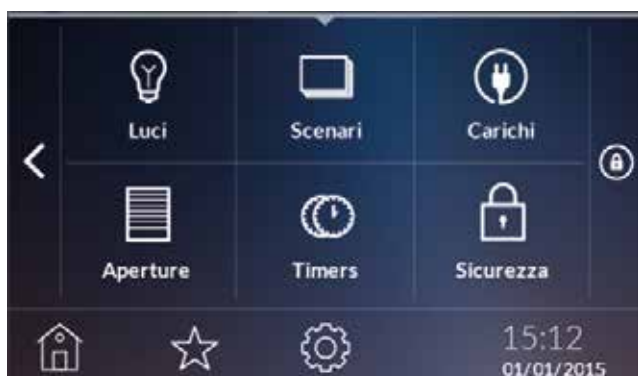 Luci
Scenari
Carichi
Aperture
Timers
Sicurezza
15:12
01/01/2015